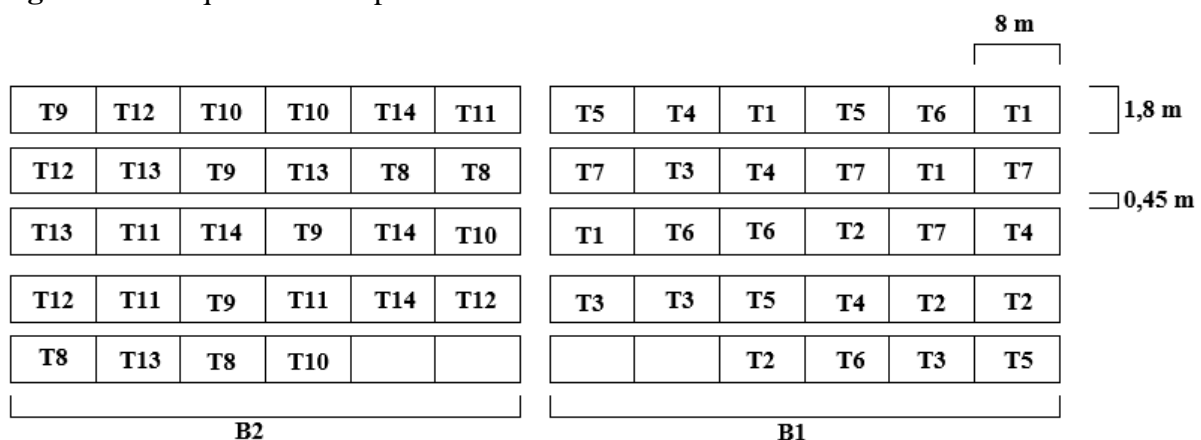 8 m
T9 T12 T10 T10 T14 T11 T5 T4 T1 T5 T6 T1 1,8 m
T12 T13 T9 T13 T8 T8 T7 T3 T4 T7 T1 T7
0,45 m
T13 T11 T14 T9 T14 T10 T1 T6 T6 T2 T7 T4
T12 T11 T9 T11 T14 T12 T3 T3 T5 T4 T2 T2
T8 T13 T8 T10 T2 T6 T3 T5
B2 B1